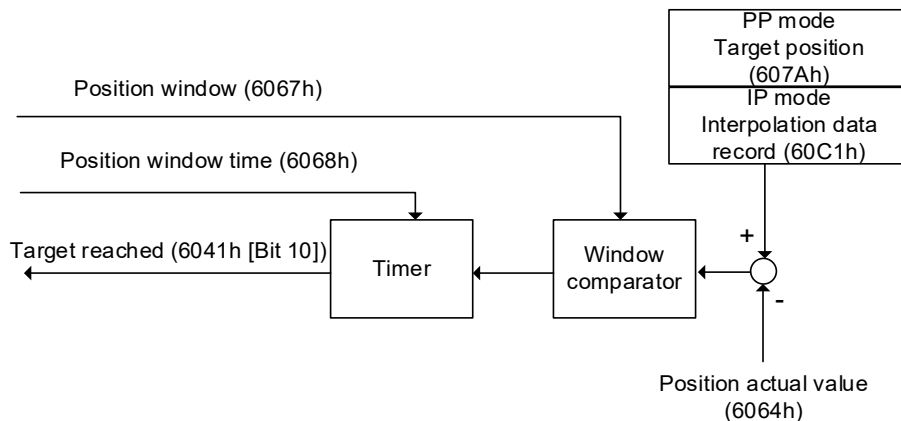 PP mode
Target position
(607Ah)
IP mode
Interpolation data
record (60C1h)
Position window (6067h)
Position window time (6068h)
Target reached (6041h [Bit 10])
Timer
Window
comparator
+
-
Position actual value
(6064h)